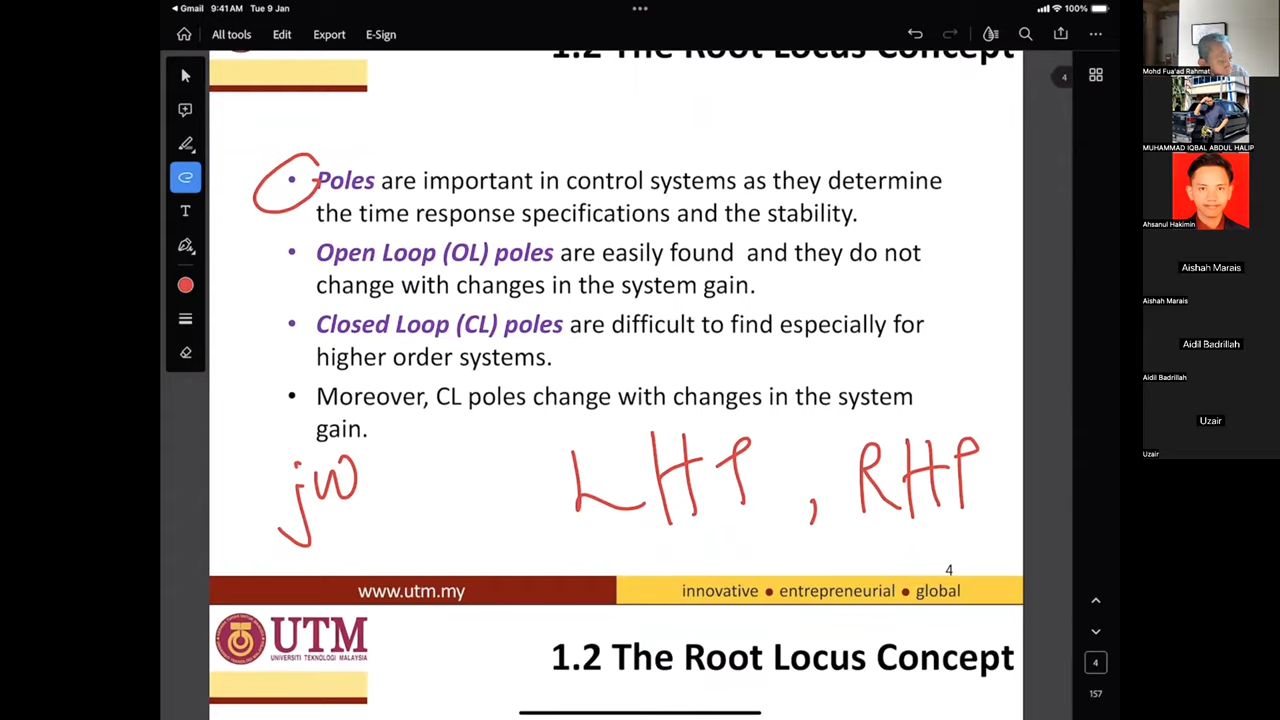 Gmail 9:41 AM Tue 9 Jan 100%
All tools Edit Export E-Sign
1.2 The Root Locus Concept
4
• Poles are important in control systems as they determine
the time response specifications and the stability.
• Open Loop (OL) poles are easily found and they do not
change with changes in the system gain.
• Closed Loop (CL) poles are difficult to find especially for
higher order systems.
• Moreover, CL poles change with changes in the system
gain.
jω LHP, RHP
4
www.utm.my innovative • entrepreneurial • global
UTM
UNIVERSITI TEKNOLOGI MALAYSIA
1.2 The Root Locus Concept
4
157
Mohd Fua'ad Rahmat
MUHAMMAD IQBAL ABDUL HALIP
Ahsanul Hakimin
Aishah Marais
Aishah Marais
Aidil Badrillah
Aidil Badrillah
Uzair
Uzair